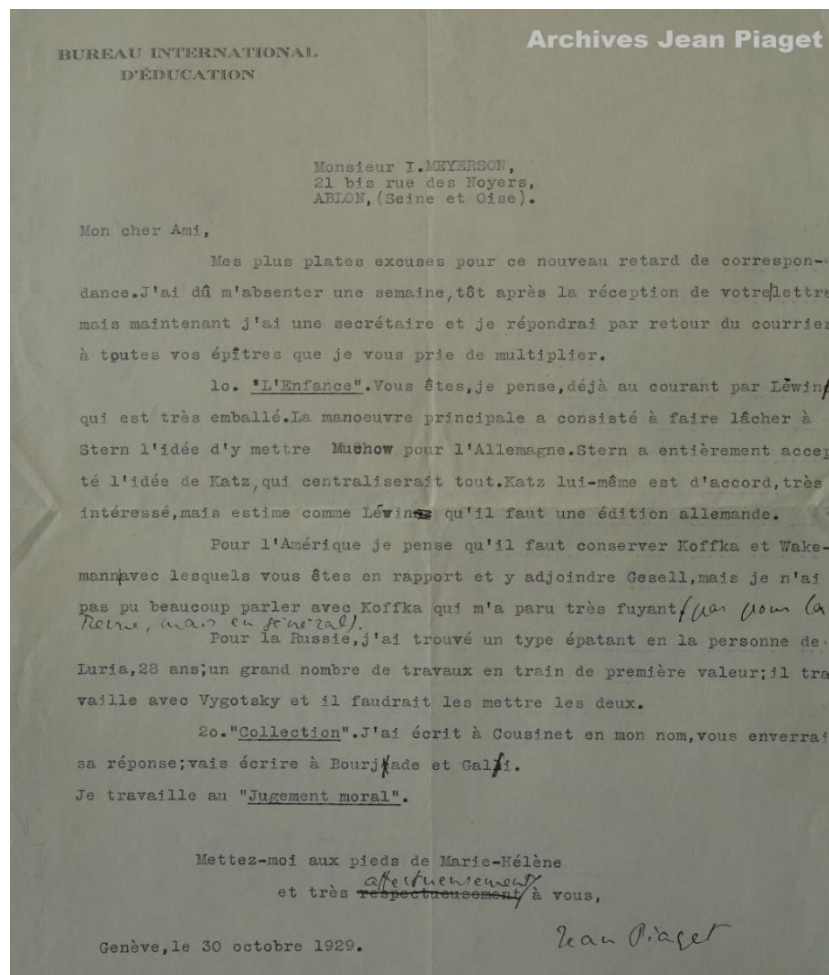 Archives Jean Piaget
BUREAU INTERNATIONAL
D'ÉDUCATION
Monsieur I.MEYERSON,
21 bis rue des Noyers,
ABLON,(Seine et Oise).
Mon cher Ami,
Mes plus plates excuses pour ce nouveau retard de correspon-
dance.J'ai dû m'absenter une semaine,tôt après la réception de votre lettre
mais maintenant j'ai une secrétaire et je répondrai par retour du courrier
à toutes vos épîtres que je vous prie de multiplier.
1o. "L'Enfance".Vous êtes,je pense,déjà au courant par Léwin
qui est très emballé.La manoeuvre principale a consisté à faire lâcher à
Stern l'idée d'y mettre Muchow pour l'Allemagne.Stern a entièrement accep
té l'idée de Katz,qui centraliserait tout.Katz lui-même est d'accord,très
intéressé,mais estime comme Léwin qu'il faut une édition allemande.
Pour l'Amérique je pense qu'il faut conserver Koffka et Wake-
mann avec lesquels vous êtes en rapport et y adjoindre Gesell,mais je n'ai
pas pu beaucoup parler avec Koffka qui m'a paru très fuyant (pas pour la
Revue, mais en général).
Pour la Russie,j'ai trouvé un type épatant en la personne de
Luria,28 ans;un grand nombre de travaux en train de première valeur;il tra
vaille avec Vygotsky et il faudrait les mettre les deux.
2o."Collection".J'ai écrit à Cousinet en mon nom,vous enverrai
sa réponse;vais écrire à Bourjade et Galli.
Je travaille au "Jugement moral".
Mettez-moi aux pieds de Marie-Hélène
affectueusement
et très respectueusement à vous,
Jean Piaget
Genève,le 30 octobre 1929.